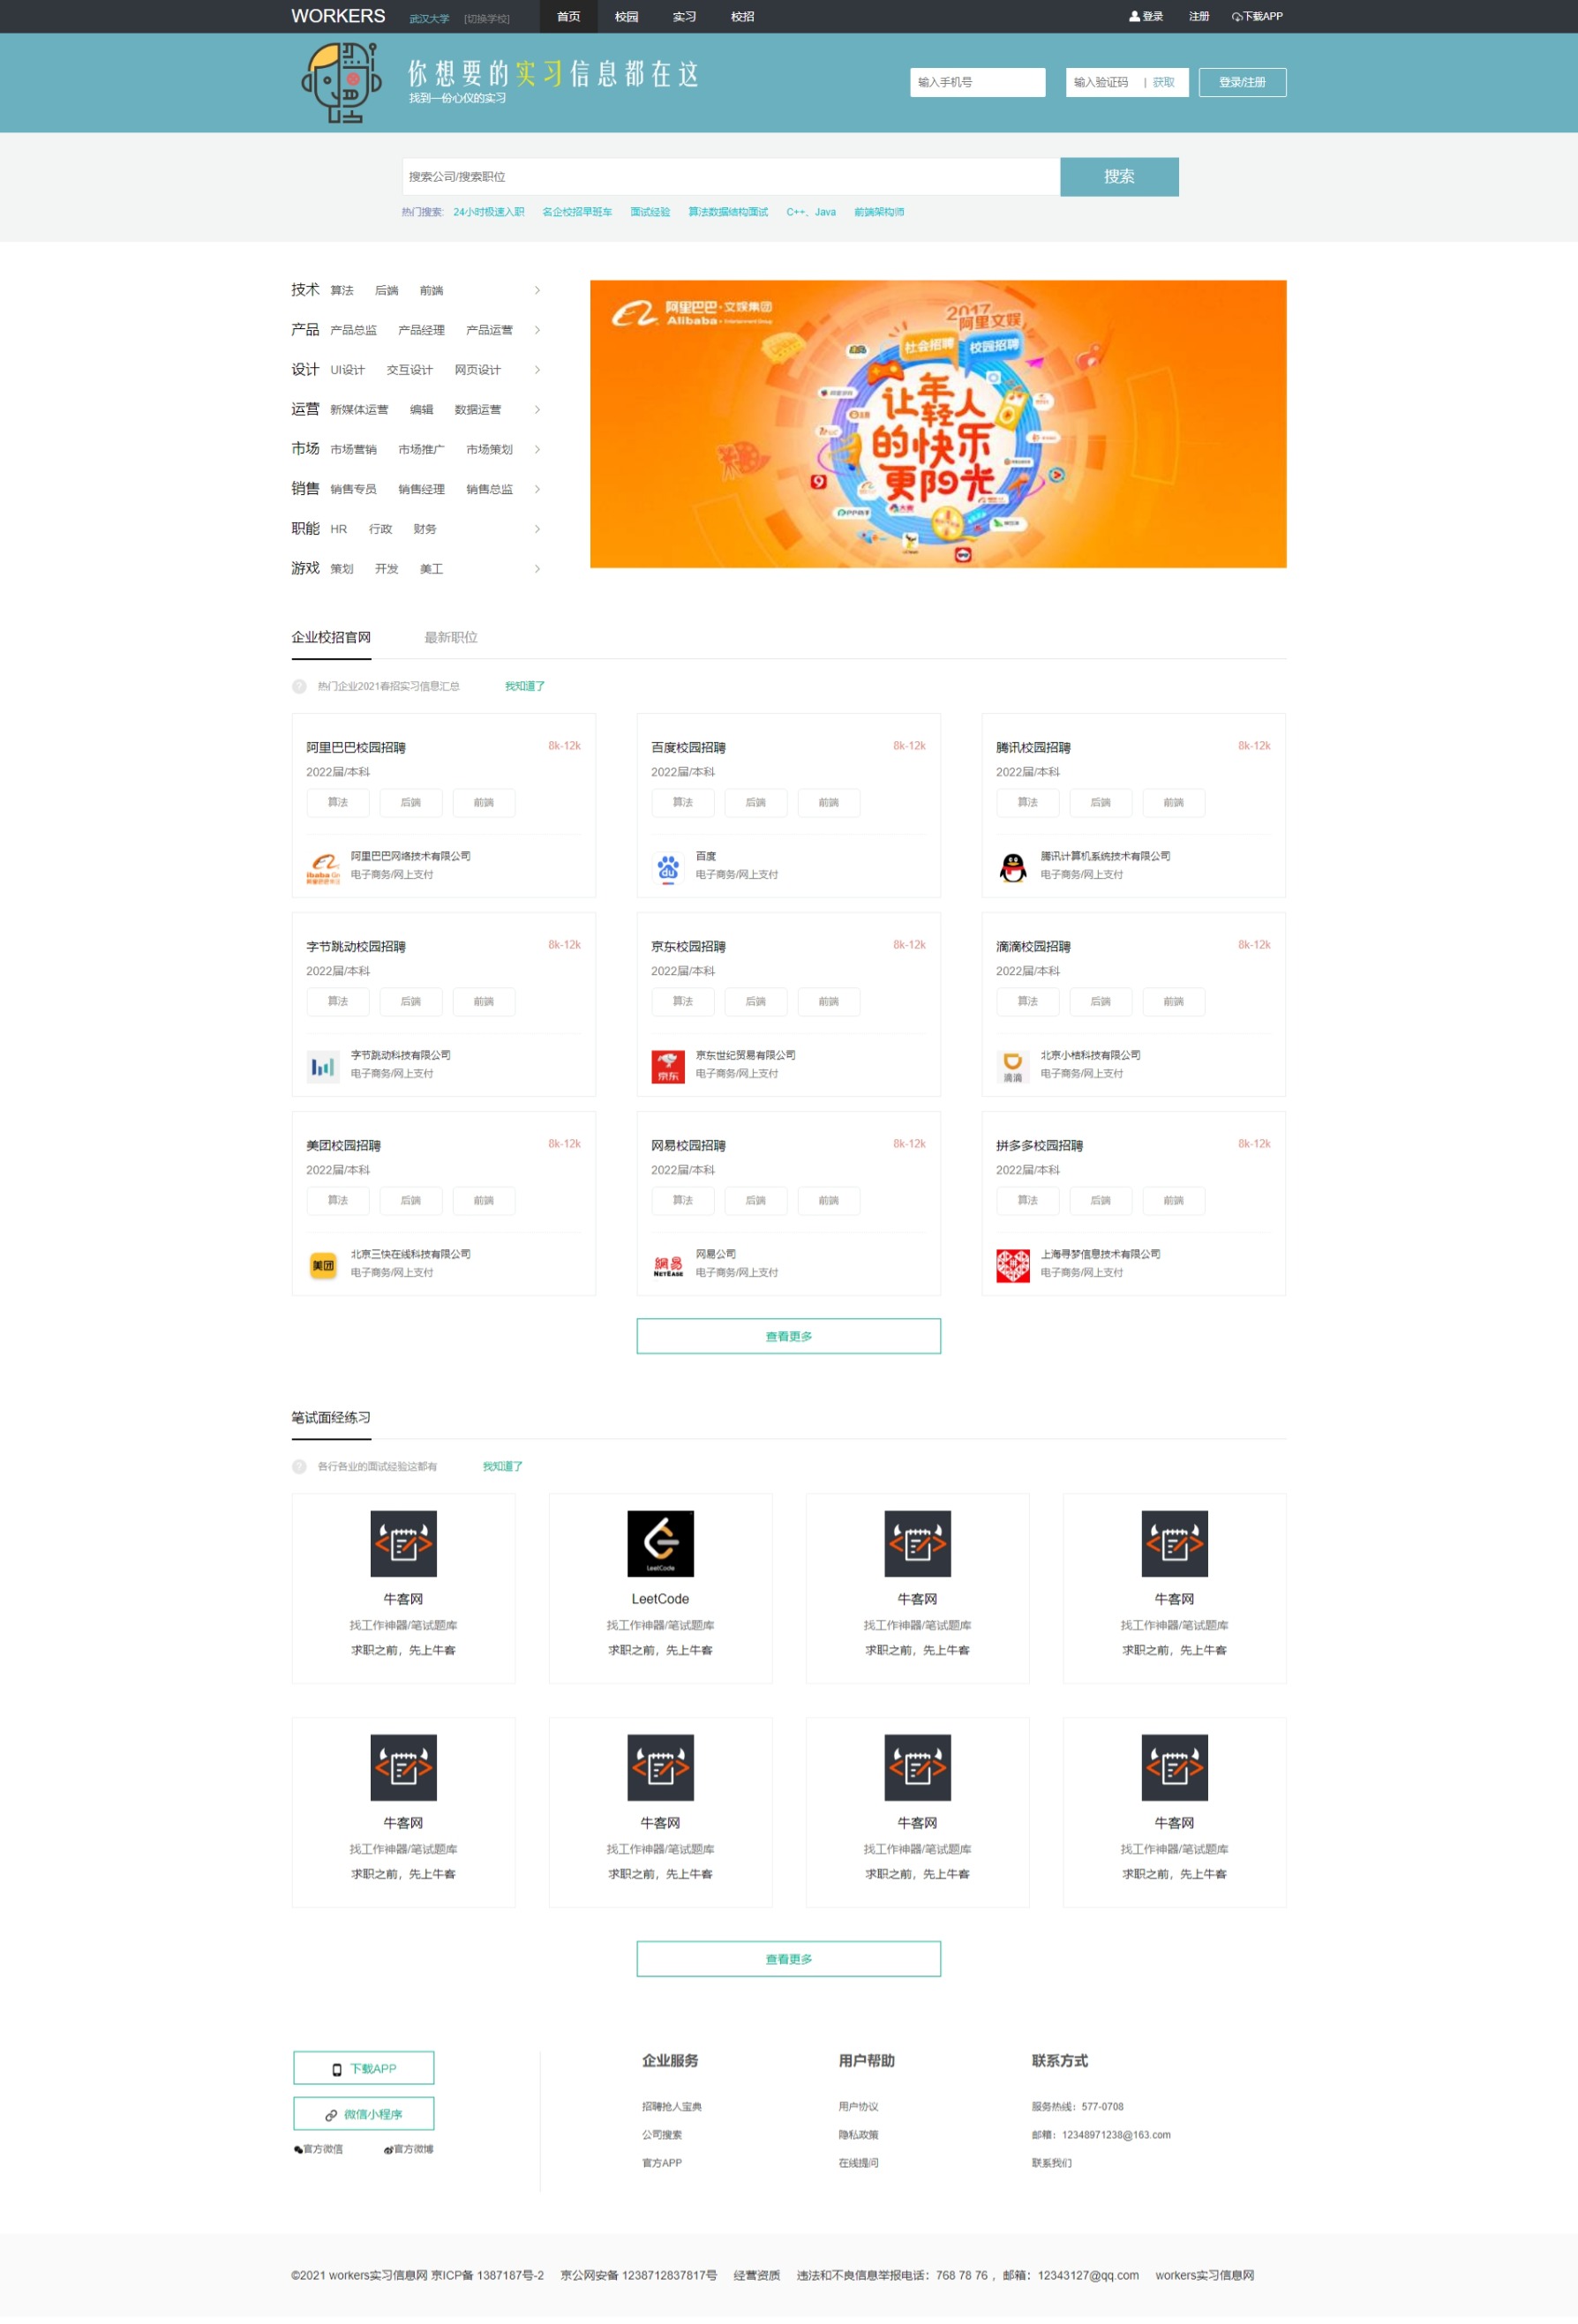 WORKERS 武汉大学 [切换学校] 首页 校园 实习 校招 登录 注册 下载APP
你想要的实习信息都在这
找到一份心仪的实习
输入手机号 输入验证码 | 获取 登录/注册
搜索公司/搜索职位 搜索
热门搜索: 24小时极速入职 名企校招早班车 面试经验 算法数据结构面试 C++、Java 前端架构师
技术 算法 后端 前端
产品 产品总监 产品经理 产品运营
设计 UI设计 交互设计 网页设计
运营 新媒体运营 编辑 数据运营
市场 市场营销 市场推广 市场策划
销售 销售专员 销售经理 销售总监
职能 HR 行政 财务
游戏 策划 开发 美工
阿里巴巴·文娱集团
Alibaba Entertainment Group
2017
阿里文娱
社会招聘 校园招聘
让年轻人
的快乐
更阳光
企业校招官网 最新职位
? 热门企业2021春招实习信息汇总 我知道了
阿里巴巴校园招聘 8k-12k
2022届/本科
算法 后端 前端
阿里巴巴网络技术有限公司
电子商务/网上支付
百度校园招聘 8k-12k
2022届/本科
算法 后端 前端
du
百度
电子商务/网上支付
腾讯校园招聘 8k-12k
2022届/本科
算法 后端 前端
腾讯计算机系统技术有限公司
电子商务/网上支付
字节跳动校园招聘 8k-12k
2022届/本科
算法 后端 前端
字节跳动科技有限公司
电子商务/网上支付
京东校园招聘 8k-12k
2022届/本科
算法 后端 前端
京东
京东世纪贸易有限公司
电子商务/网上支付
滴滴校园招聘 8k-12k
2022届/本科
算法 后端 前端
滴滴
北京小桔科技有限公司
电子商务/网上支付
美团校园招聘 8k-12k
2022届/本科
算法 后端 前端
美团
北京三快在线科技有限公司
电子商务/网上支付
网易校园招聘 8k-12k
2022届/本科
算法 后端 前端
網易
NETEASE
网易公司
电子商务/网上支付
拼多多校园招聘 8k-12k
2022届/本科
算法 后端 前端
拼
上海寻梦信息技术有限公司
电子商务/网上支付
查看更多
笔试面经练习
? 各行各业的面试经验这都有 我知道了
牛客网
找工作神器/笔试题库
求职之前，先上牛客
LeetCode
LeetCode
找工作神器/笔试题库
求职之前，先上牛客
牛客网
找工作神器/笔试题库
求职之前，先上牛客
牛客网
找工作神器/笔试题库
求职之前，先上牛客
牛客网
找工作神器/笔试题库
求职之前，先上牛客
牛客网
找工作神器/笔试题库
求职之前，先上牛客
牛客网
找工作神器/笔试题库
求职之前，先上牛客
牛客网
找工作神器/笔试题库
求职之前，先上牛客
查看更多
下载APP
微信小程序
官方微信 官方微博
企业服务
招聘抢人宝典
公司搜索
官方APP
用户帮助
用户协议
隐私政策
在线提问
联系方式
服务热线：577-0708
邮箱：12348971238@163.com
联系我们
©2021 workers实习信息网 京ICP备 1387187号-2 京公网安备 1238712837817号 经营资质 违法和不良信息举报电话：768 78 76 ，邮箱：12343127@qq.com workers实习信息网